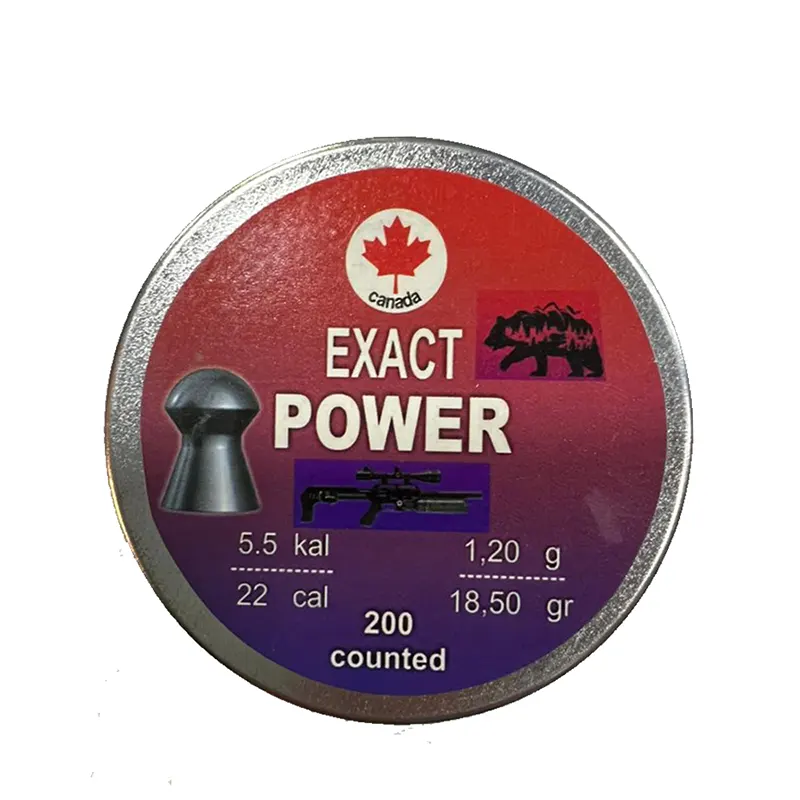 canada
EXACT
POWER
5.5 kal
1,20 g
22 cal
18,50 gr
200
counted